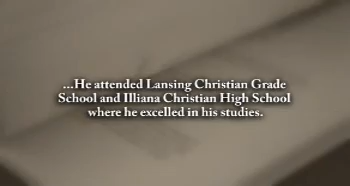 ...He attended Lansing Christian Grade
School and Illiana Christian High School
where he excelled in his studies.